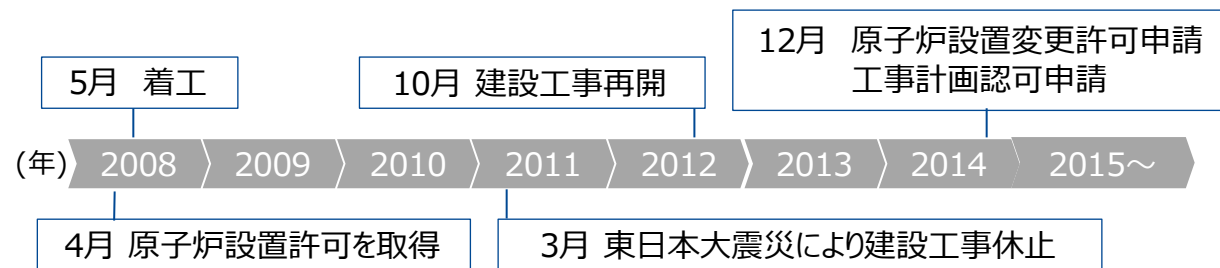 12月　原子炉設置変更許可申請
工事計画認可申請
5月　着工
10月 建設工事再開
(年) 2008 2009 2010 2011 2012 2013 2014 2015～
4月 原子炉設置許可を取得
3月 東日本大震災により建設工事休止